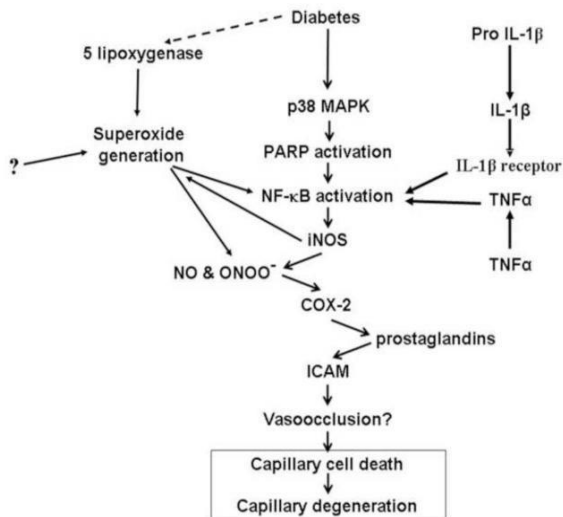 Diabetes
Pro IL-1β
5 lipoxygenase
p38 MAPK
IL-1β
Superoxide
generation
?
PARP activation
IL-1β receptor
NF-κB activation
TNFα
iNOS
NO & ONOO⁻
TNFα
COX-2
prostaglandins
ICAM
Vasoocclusion?
Capillary cell death
Capillary degeneration